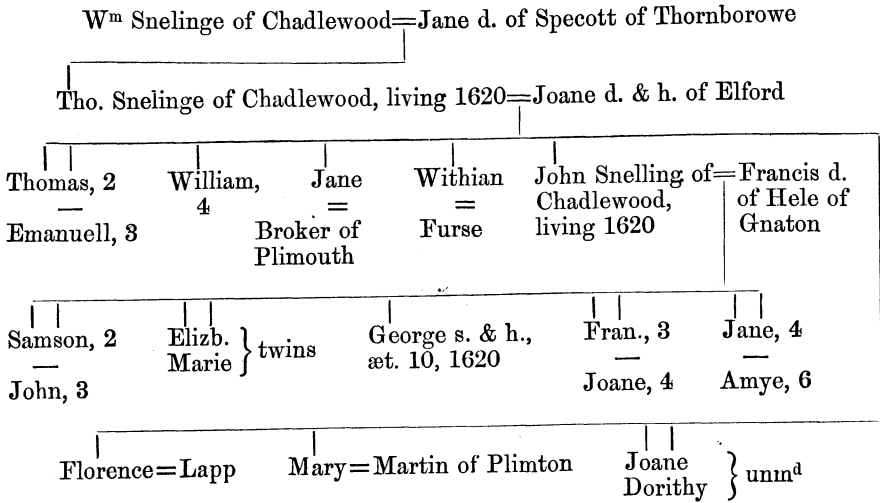 Wᵐ Snelinge of Chadlewood=Jane d. of Specott of Thornborowe
Tho. Snelinge of Chadlewood, living 1620=Joane d. & h. of Elford
Thomas, 2
—
Emanuell, 3
William,
4
Jane
=
Broker of
Plimouth
Withian
=
Furse
John Snelling of=Francis d.
Chadlewood, of Hele of
living 1620 Gnaton
Samson, 2
—
John, 3
Elizb.
Marie } twins
George s. & h.,
æt. 10, 1620
Fran., 3
—
Joane, 4
Jane, 4
—
Amye, 6
Florence=Lapp
Mary=Martin of Plimton
Joane
Dorithy } unmᵈ